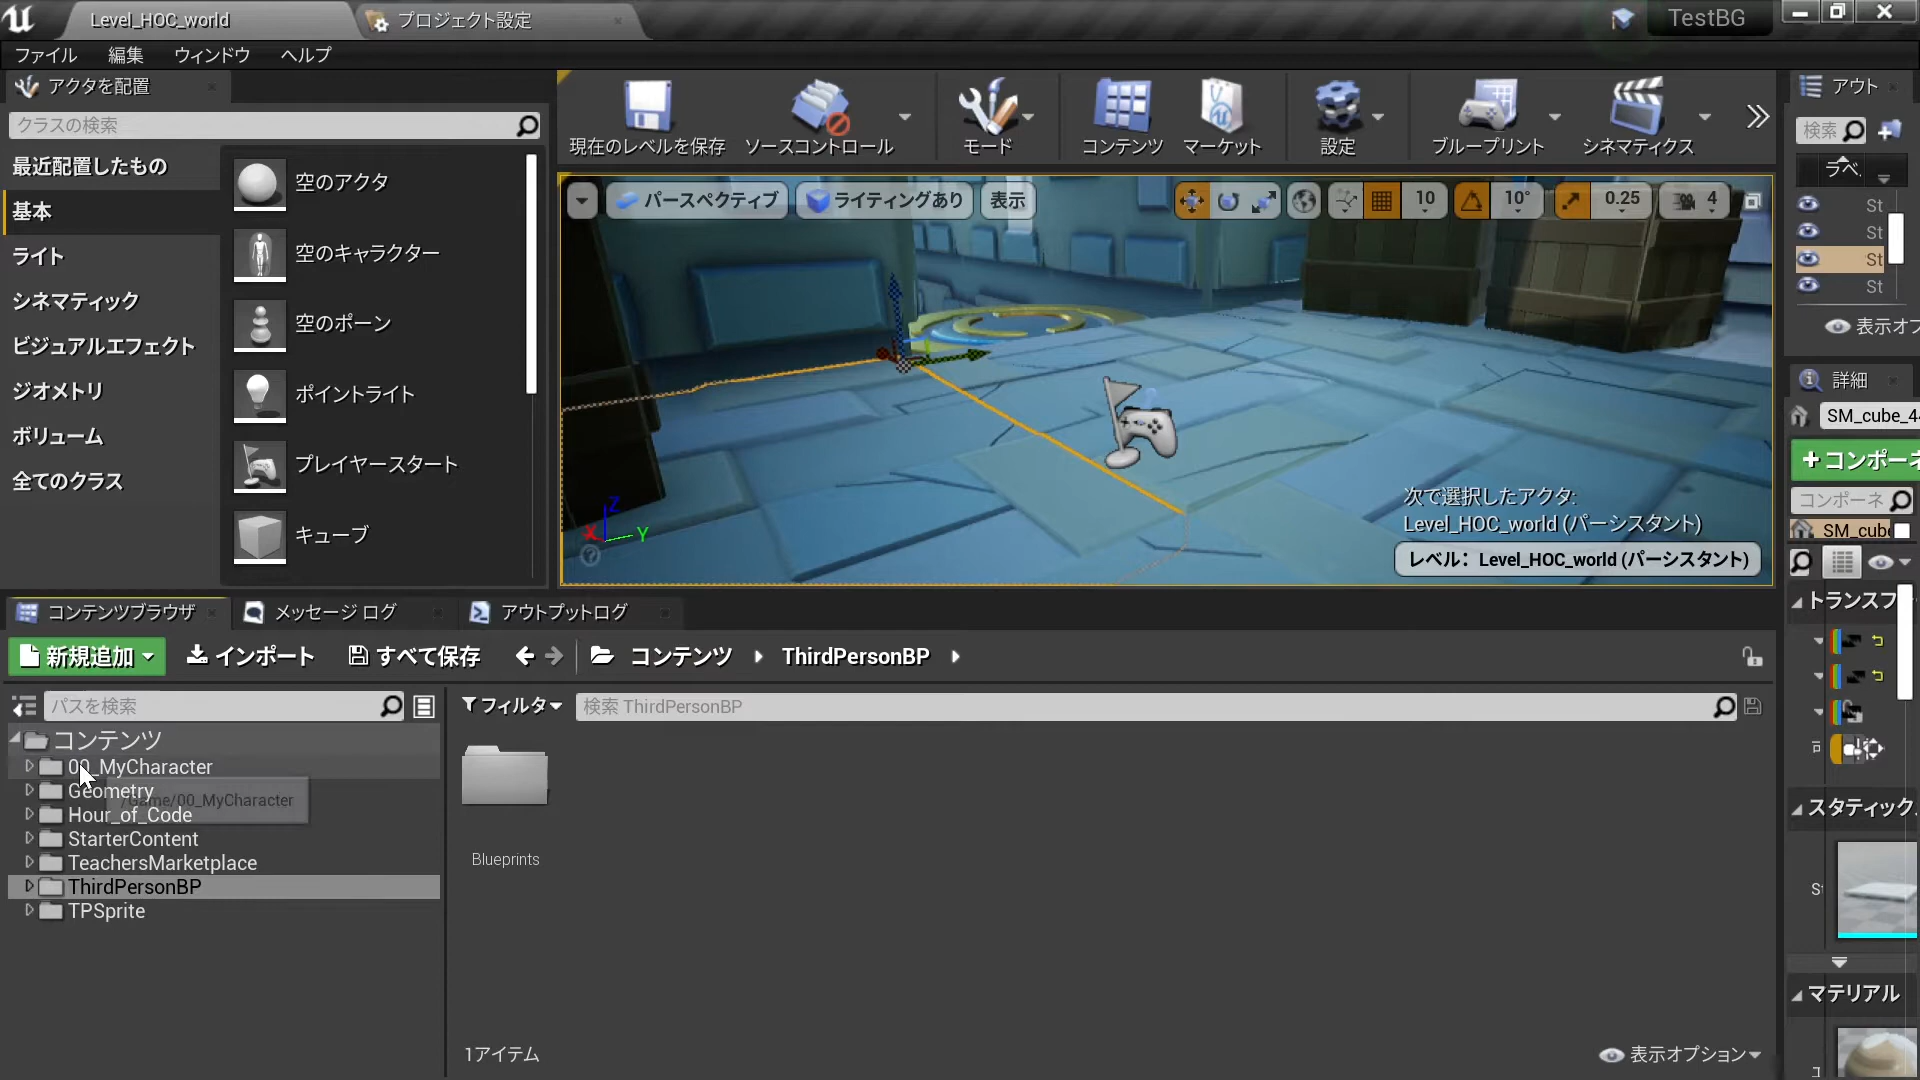 Level_HOC_world
プロジェクト設定
TestBG
ファイル 編集 ウィンドウ ヘルプ
アクタを配置
クラスの検索
最近配置したもの
基本
ライト
シネマティック
ビジュアルエフェクト
ジオメトリ
ボリューム
全てのクラス
空のアクタ
空のキャラクター
空のポーン
ポイントライト
プレイヤースタート
キューブ
現在のレベルを保存 ソースコントロール モード コンテンツ マーケット 設定 ブループリント シネマティクス
パースペクティブ ライティングあり 表示 10 10° 0.25 4
X Z Y
次で選択したアクタ:
Level_HOC_world (パーシスタント)
レベル: Level_HOC_world (パーシスタント)
アウト
検索
ラベ
St
St
St
St
表示オプ
詳細
SM_cube_4
+コンポーネ
コンポーネ
SM_cube
トランスフ
スタティック
St
マテリアル
コンテンツブラウザ メッセージ ログ アウトプットログ
新規追加 インポート すべて保存 コンテンツ ThirdPersonBP
パスを検索
フィルタ 検索 ThirdPersonBP
コンテンツ
00_MyCharacter
Geometry
/Game/00_MyCharacter
Hour_of_Code
StarterContent
TeachersMarketplace
ThirdPersonBP
TPSprite
Blueprints
1アイテム
表示オプション